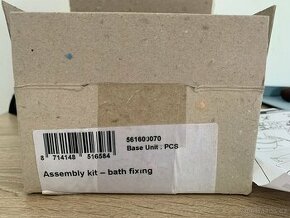 561600070
Base Unit : PCS
8 714148 516584
Assembly kit – bath fixing